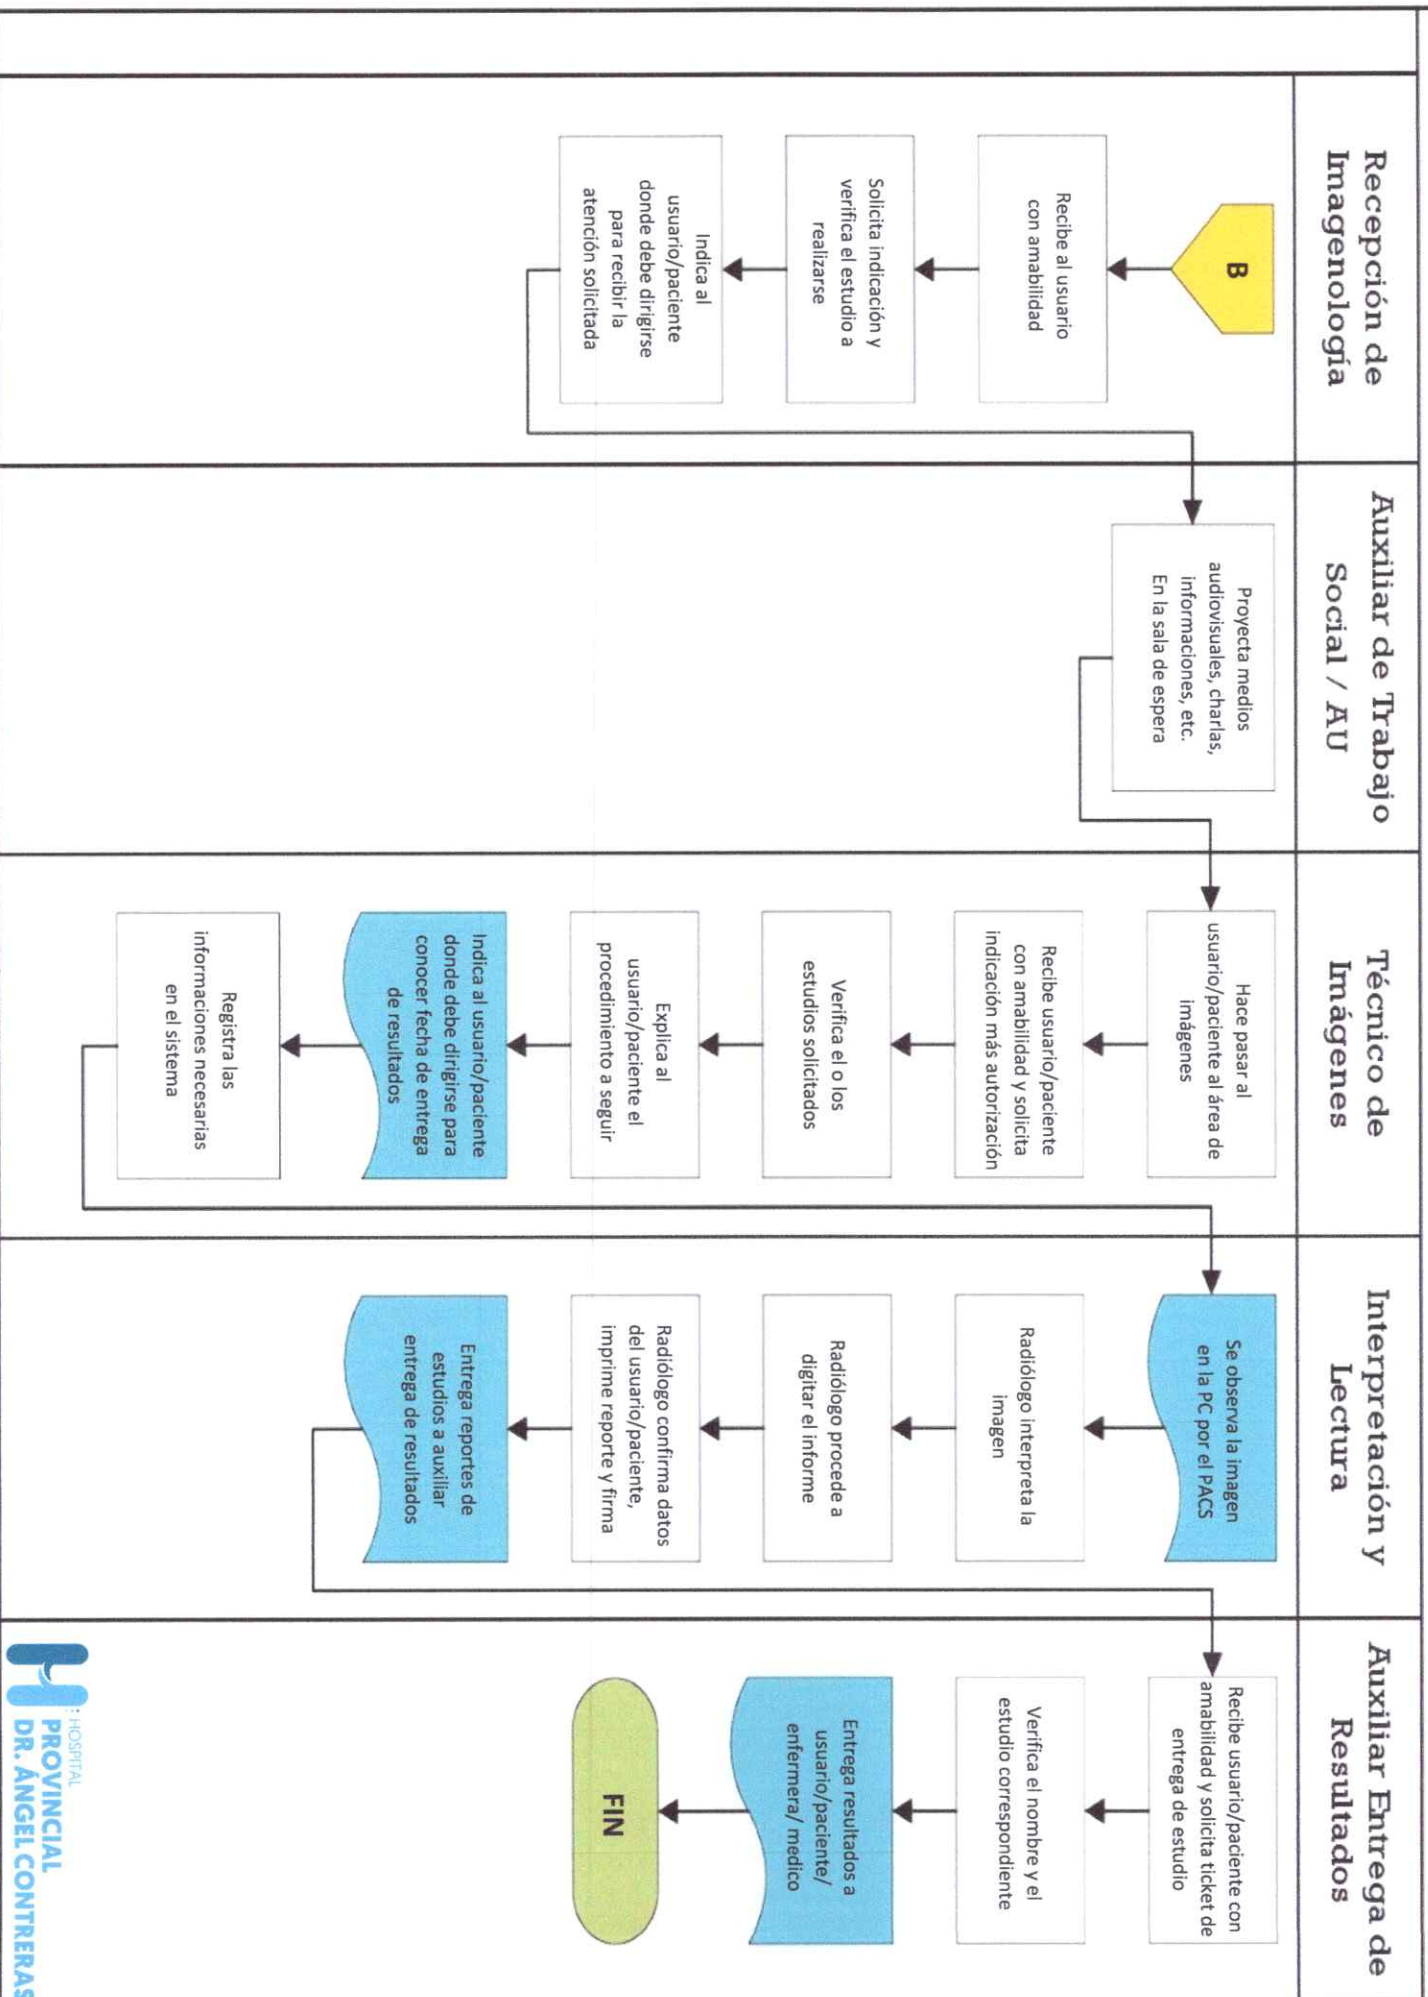 Recepción de
Imagenología
B
Recibe al usuario
con amabilidad
Solicita indicación y
verifica el estudio a
realizarse
Indica al
usuario/paciente
donde debe dirigirse
para recibir la
atención solicitada
Auxiliar de Trabajo
Social / AU
Proyecta medios
audiovisuales, charlas,
informaciones, etc.
En la sala de espera
Técnico de
Imágenes
Hace pasar al
usuario/paciente al área de
imágenes
Recibe usuario/paciente
con amabilidad y solicita
indicación más autorización
Verifica el o los
estudios solicitados
Explica al
usuario/paciente el
procedimiento a seguir
Indica al usuario/paciente
donde debe dirigirse para
conocer fecha de entrega
de resultados
Registra las
informaciones necesarias
en el sistema
Interpretación y
Lectura
Se observa la imagen
en la PC por el PACS
Radiólogo interpreta la
imagen
Radiólogo procede a
digitar el informe
Radiólogo confirma datos
del usuario/paciente,
imprime reporte y firma
Entrega reportes de
estudios a auxiliar
entrega de resultados
Auxiliar Entrega de
Resultados
Recibe usuario/paciente con
amabilidad y solicita ticket de
entrega de estudio
Verifica el nombre y el
estudio correspondiente
Entrega resultados a
usuario/paciente/
enfermera/ medico
FIN
HOSPITAL
PROVINCIAL
DR. ÁNGEL CONTRERAS